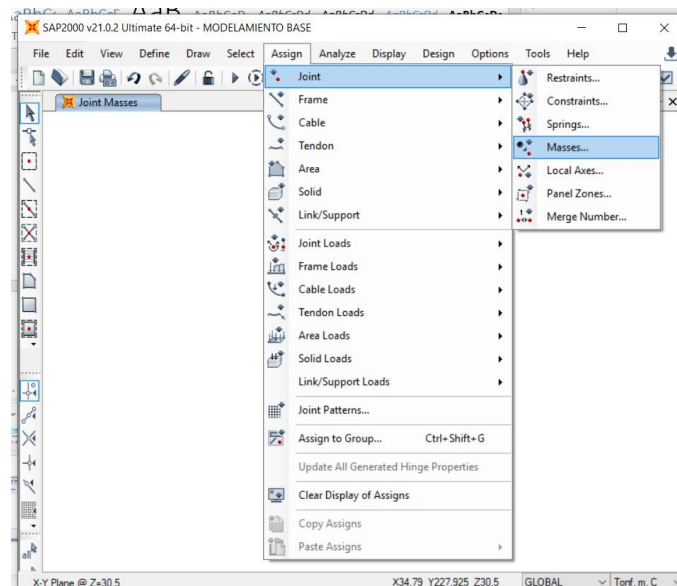 SAP2000 v21.0.2 Ultimate 64-bit - MODELAMIENTO BASE
File Edit View Define Draw Select Assign Analyze Display Design Options Tools Help
Joint Masses
Joint
Frame
Cable
Tendon
Area
Solid
Link/Support
Joint Loads
Frame Loads
Cable Loads
Tendon Loads
Area Loads
Solid Loads
Link/Support Loads
Joint Patterns...
Assign to Group... Ctrl+Shift+G
Update All Generated Hinge Properties
Clear Display of Assigns
Copy Assigns
Paste Assigns
Restraints...
Constraints...
Springs...
Masses...
Local Axes...
Panel Zones...
Merge Number...
all
X-Y Plane @ Z=30.5 X34.79 Y227.925 Z30.5 GLOBAL Tonf, m, C